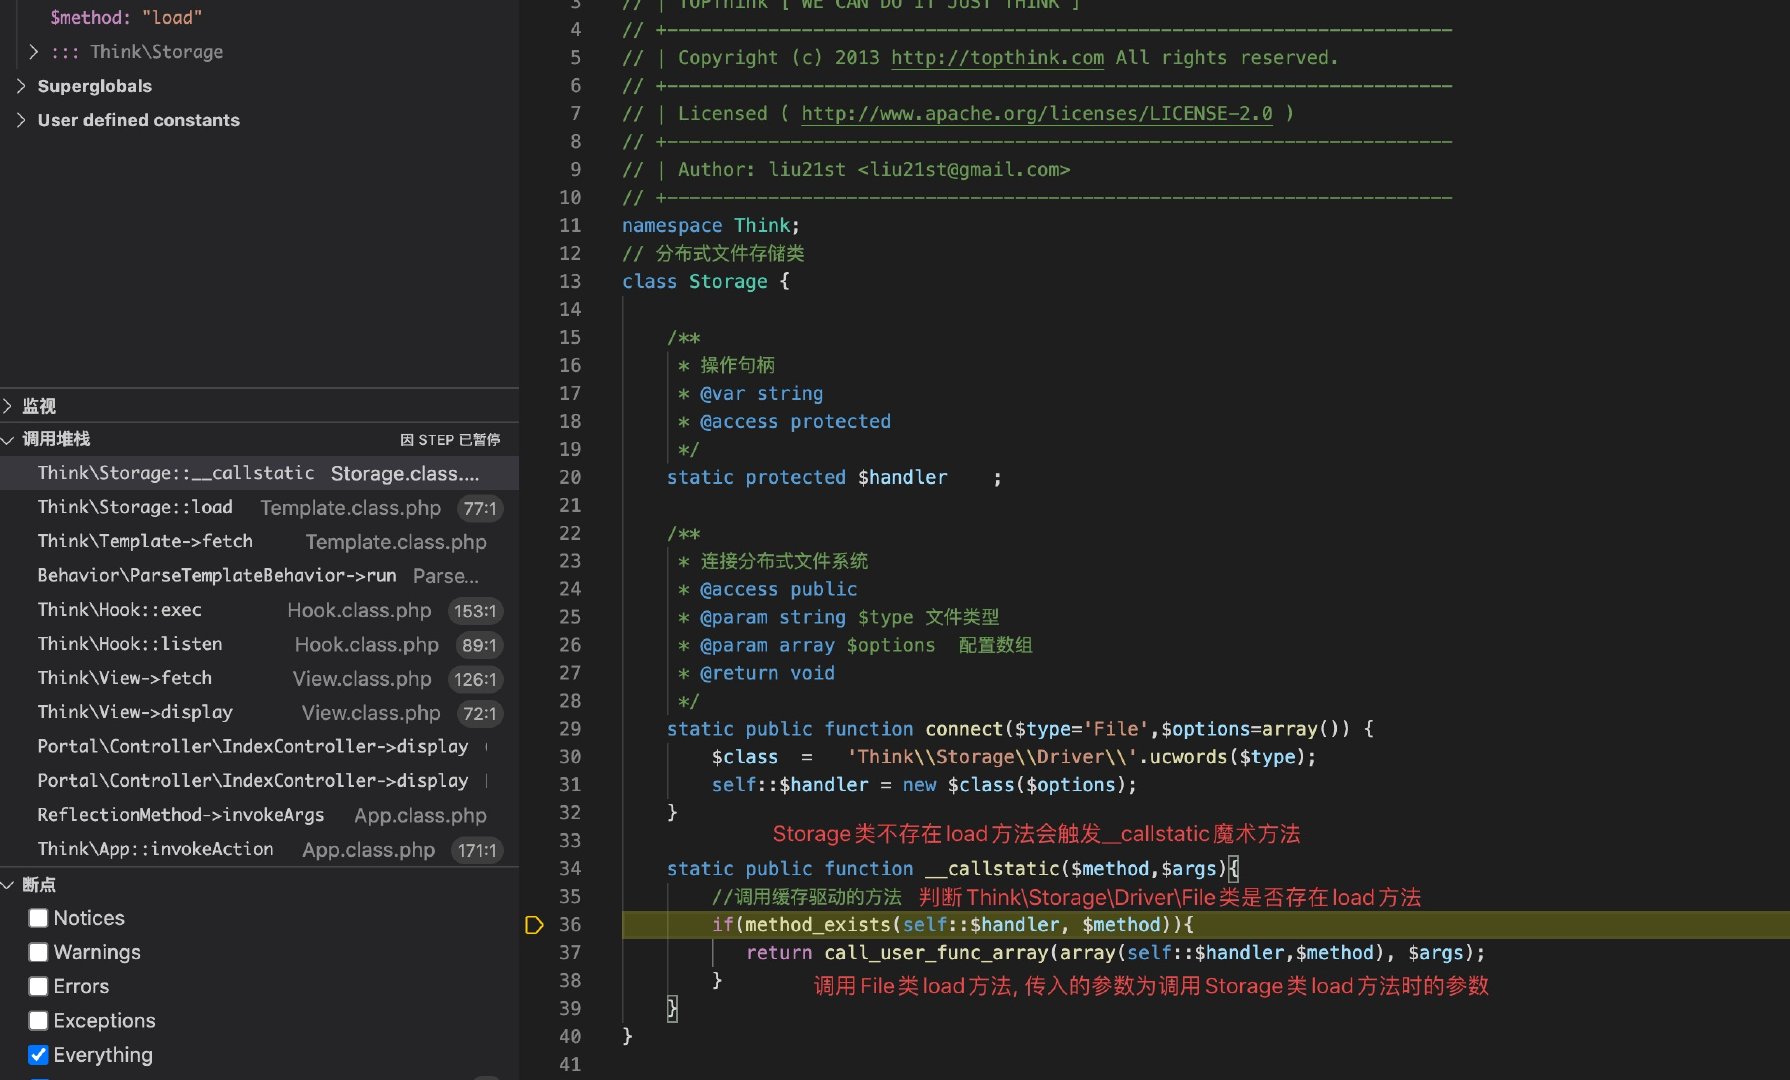 $method: "load"
::: Think\Storage
Superglobals
User defined constants
监视
调用堆栈 因 STEP 已暂停
Think\Storage::__callstatic Storage.class....
Think\Storage::load Template.class.php 77:1
Think\Template->fetch Template.class.php
Behavior\ParseTemplateBehavior->run Parse...
Think\Hook::exec Hook.class.php 153:1
Think\Hook::listen Hook.class.php 89:1
Think\View->fetch View.class.php 126:1
Think\View->display View.class.php 72:1
Portal\Controller\IndexController->display
Portal\Controller\IndexController->display
ReflectionMethod->invokeArgs App.class.php
Think\App::invokeAction App.class.php 171:1
断点
Notices
Warnings
Errors
Exceptions
Everything
3 // | TOPThink [ WE CAN DO IT JUST THINK ]
4 // +----------------------------------------------------------------------
5 // | Copyright (c) 2013 http://topthink.com All rights reserved.
6 // +----------------------------------------------------------------------
7 // | Licensed ( http://www.apache.org/licenses/LICENSE-2.0 )
8 // +----------------------------------------------------------------------
9 // | Author: liu21st <liu21st@gmail.com>
10 // +----------------------------------------------------------------------
11 namespace Think;
12 // 分布式文件存储类
13 class Storage {
14
15 /**
16 * 操作句柄
17 * @var string
18 * @access protected
19 */
20 static protected $handler    ;
21
22 /**
23 * 连接分布式文件系统
24 * @access public
25 * @param string $type 文件类型
26 * @param array $options  配置数组
27 * @return void
28 */
29 static public function connect($type='File',$options=array()) {
30 $class  =   'Think\\Storage\\Driver\\'.ucwords($type);
31 self::$handler = new $class($options);
32 }
33 Storage类不存在load方法会触发__callstatic魔术方法
34 static public function __callstatic($method,$args){
35 //调用缓存驱动的方法 判断Think\Storage\Driver\File类是否存在load方法
36 if(method_exists(self::$handler, $method)){
37 return call_user_func_array(array(self::$handler,$method), $args);
38 } 调用File类load方法, 传入的参数为调用Storage类load方法时的参数
39 }
40 }
41